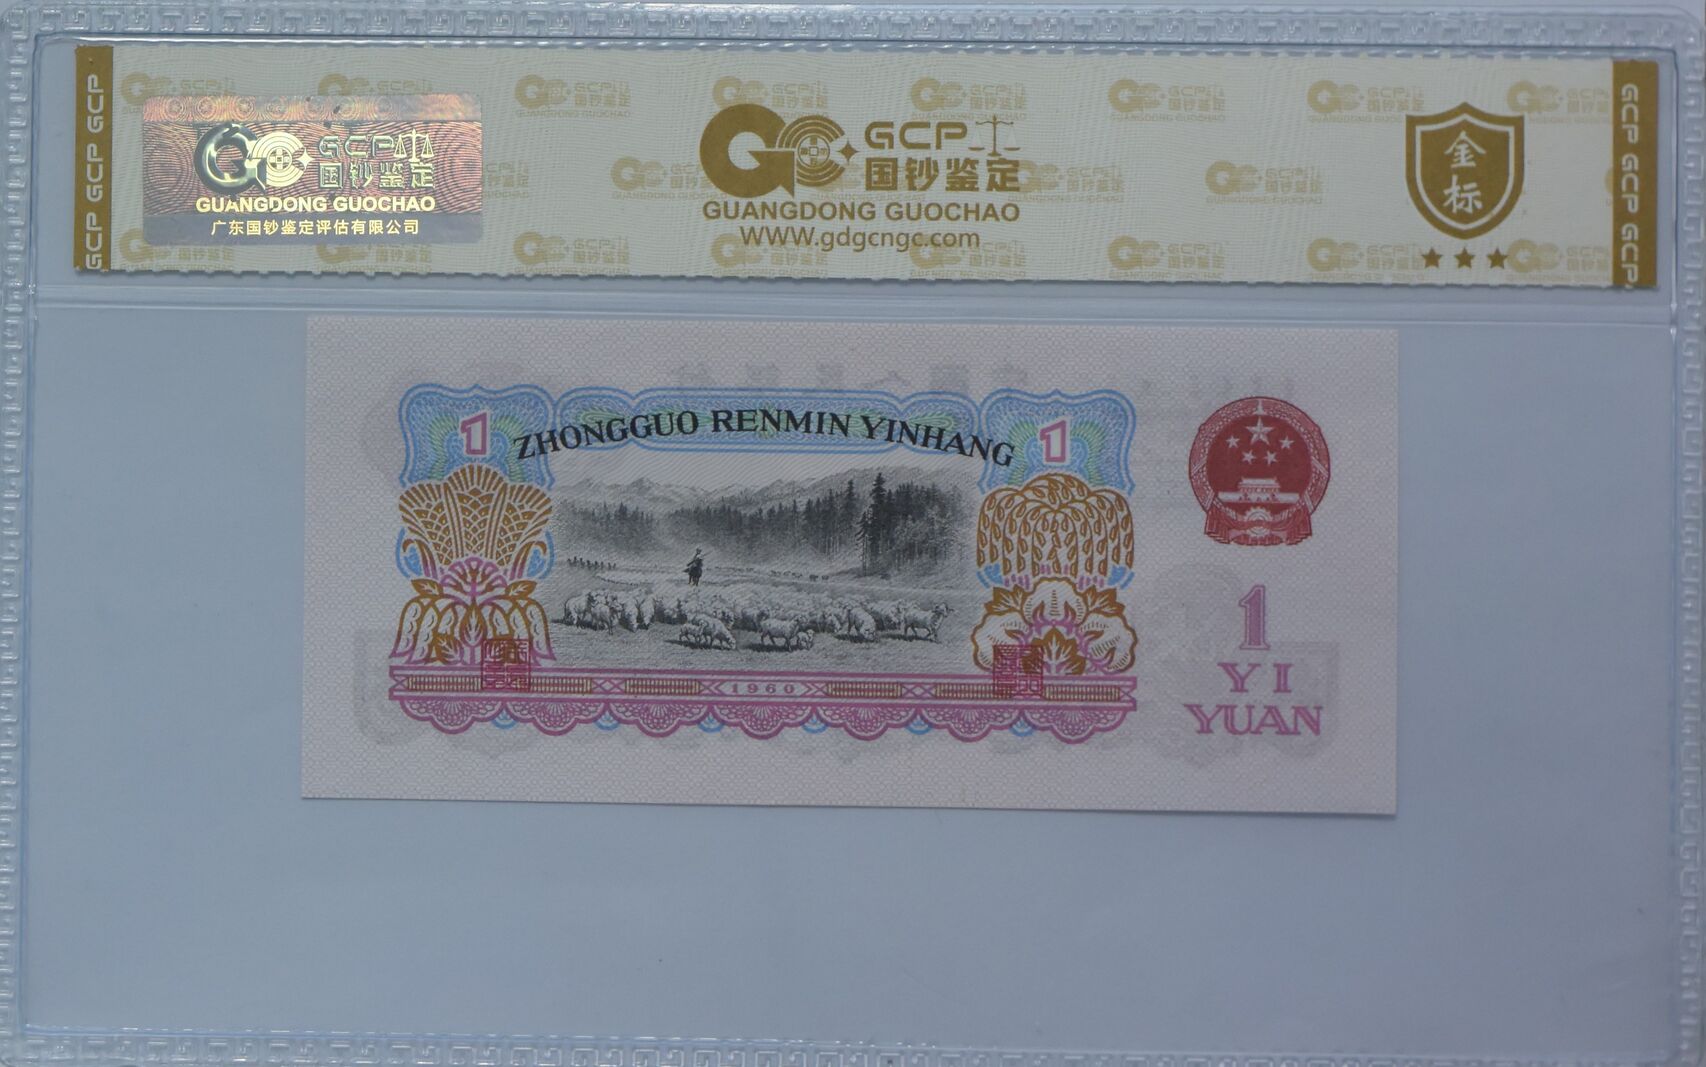 GCP GCP GCP
GCP
国钞鉴定
GUANGDONG GUOCHAO
广东国钞鉴定评估有限公司
GCP
国钞鉴定
GUANGDONG GUOCHAO
WWW.gdgcngc.com
金标
GCP GCP GCP
1
ZHONGGUO RENMIN YINHANG
1
1960
1
YI
YUAN